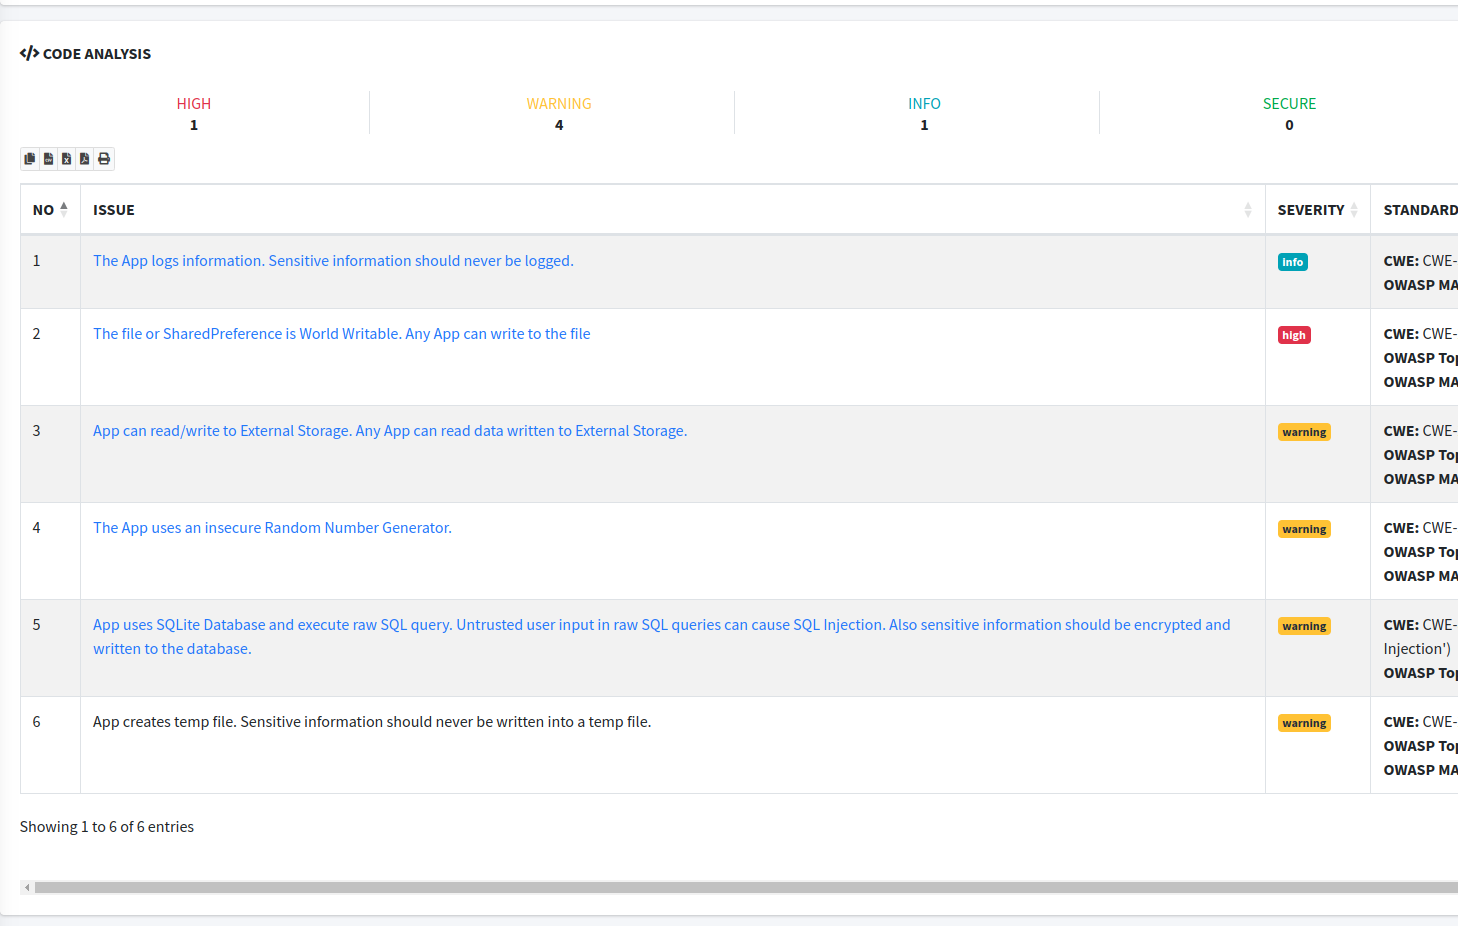 </> CODE ANALYSIS
HIGH
1
WARNING
4
INFO
1
SECURE
0
NO
ISSUE
SEVERITY
STANDARD
1
The App logs information. Sensitive information should never be logged.
info
CWE: CWE-
OWASP MA
2
The file or SharedPreference is World Writable. Any App can write to the file
high
CWE: CWE-
OWASP Top
OWASP MA
3
App can read/write to External Storage. Any App can read data written to External Storage.
warning
CWE: CWE-
OWASP Top
OWASP MA
4
The App uses an insecure Random Number Generator.
warning
CWE: CWE-
OWASP Top
OWASP MA
5
App uses SQLite Database and execute raw SQL query. Untrusted user input in raw SQL queries can cause SQL Injection. Also sensitive information should be encrypted and
written to the database.
warning
CWE: CWE-
Injection')
OWASP Top
6
App creates temp file. Sensitive information should never be written into a temp file.
warning
CWE: CWE-
OWASP Top
OWASP MA
Showing 1 to 6 of 6 entries